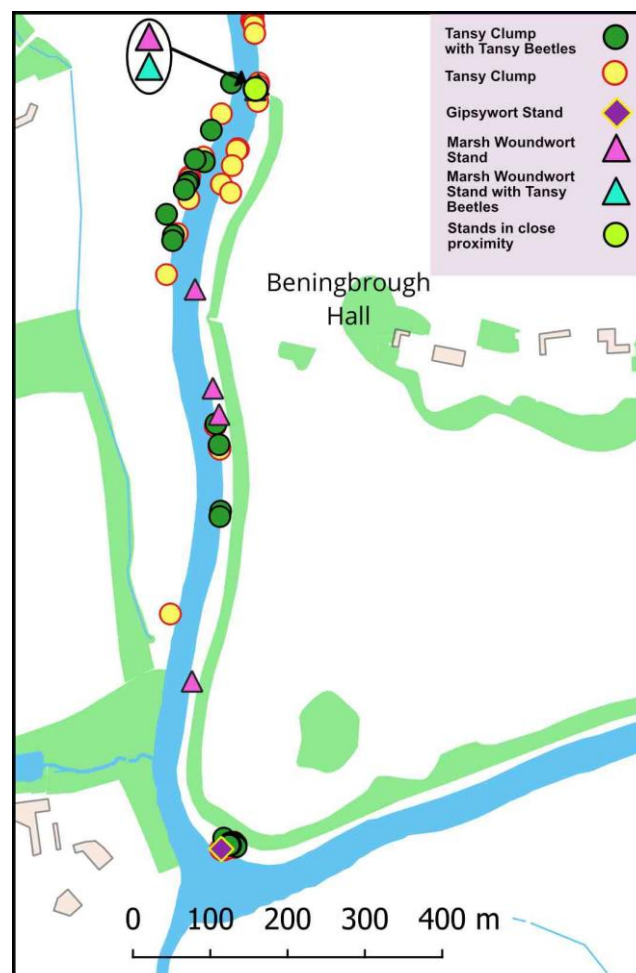 Tansy Clump
with Tansy Beetles
Tansy Clump
Gipsywort Stand
Marsh Woundwort
Stand
Marsh Woundwort
Stand with Tansy
Beetles
Stands in close
proximity
Beningbrough
Hall
0 100 200 300 400 m